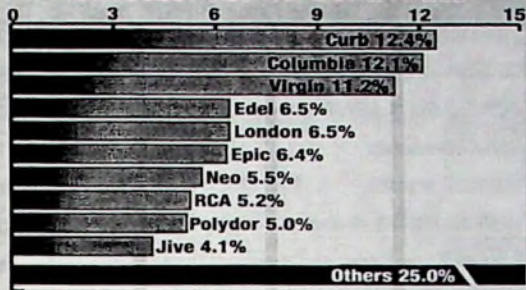 0 3 6 9 12 15
Curb 12.4%
Columbia 12.1%
Virgin 11.2%
Edel 6.5%
London 6.5%
Epic 6.4%
Neo 5.5%
RCA 5.2%
Polydor 5.0%
Jive 4.1%
Others 25.0%